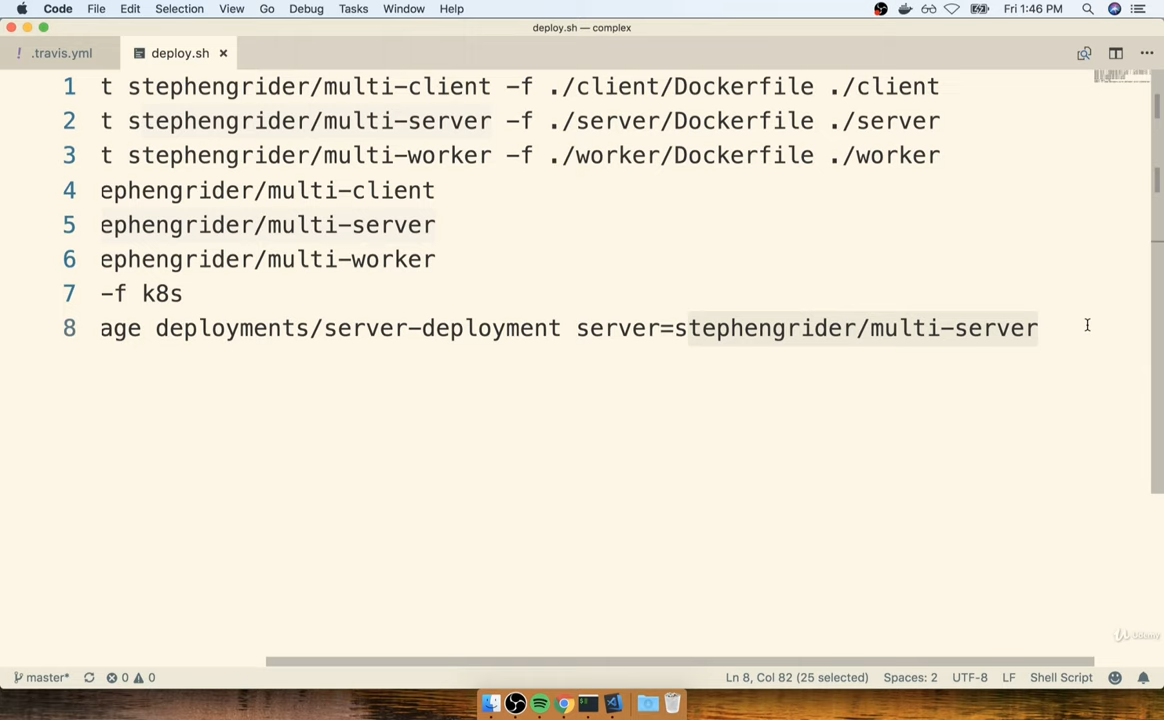 Code File Edit Selection View Go Debug Tasks Window Help Fri 1:46 PM
deploy.sh — complex
! .travis.yml deploy.sh ×
1 t stephengrider/multi-client -f ./client/Dockerfile ./client
2 t stephengrider/multi-server -f ./server/Dockerfile ./server
3 t stephengrider/multi-worker -f ./worker/Dockerfile ./worker
4 ephengrider/multi-client
5 ephengrider/multi-server
6 ephengrider/multi-worker
7 -f k8s
8 age deployments/server-deployment server=stephengrider/multi-server
Udemy
master* 0 0 Ln 8, Col 82 (25 selected) Spaces: 2 UTF-8 LF Shell Script